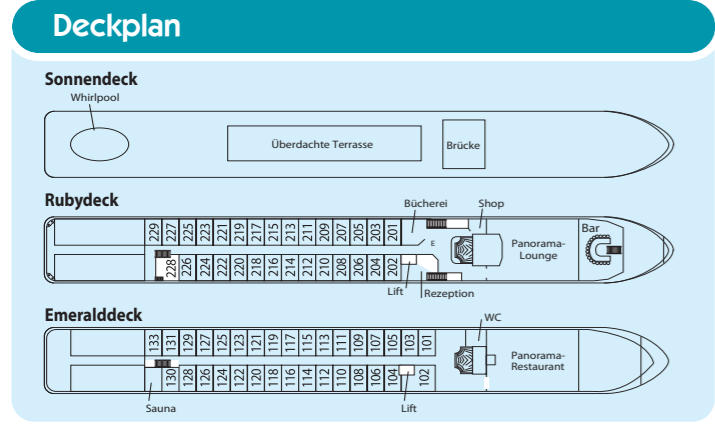 Deckplan
Sonnendeck
Whirlpool
Überdachte Terrasse
Brücke
Rubydeck
Bücherei
Shop
229 227 225 223 221 219 217 215 213 211 209 207 205 203 201
E
Panorama-
Lounge
Bar
228 226 224 222 220 218 216 214 212 210 208 206 204 202
Lift
Rezeption
Emeralddeck
WC
133 131 129 127 125 123 121 119 117 115 113 111 109 107 105 103 101
Panorama-
Restaurant
130 128 126 124 122 120 118 116 114 112 110 108 106 104 102
Sauna
Lift